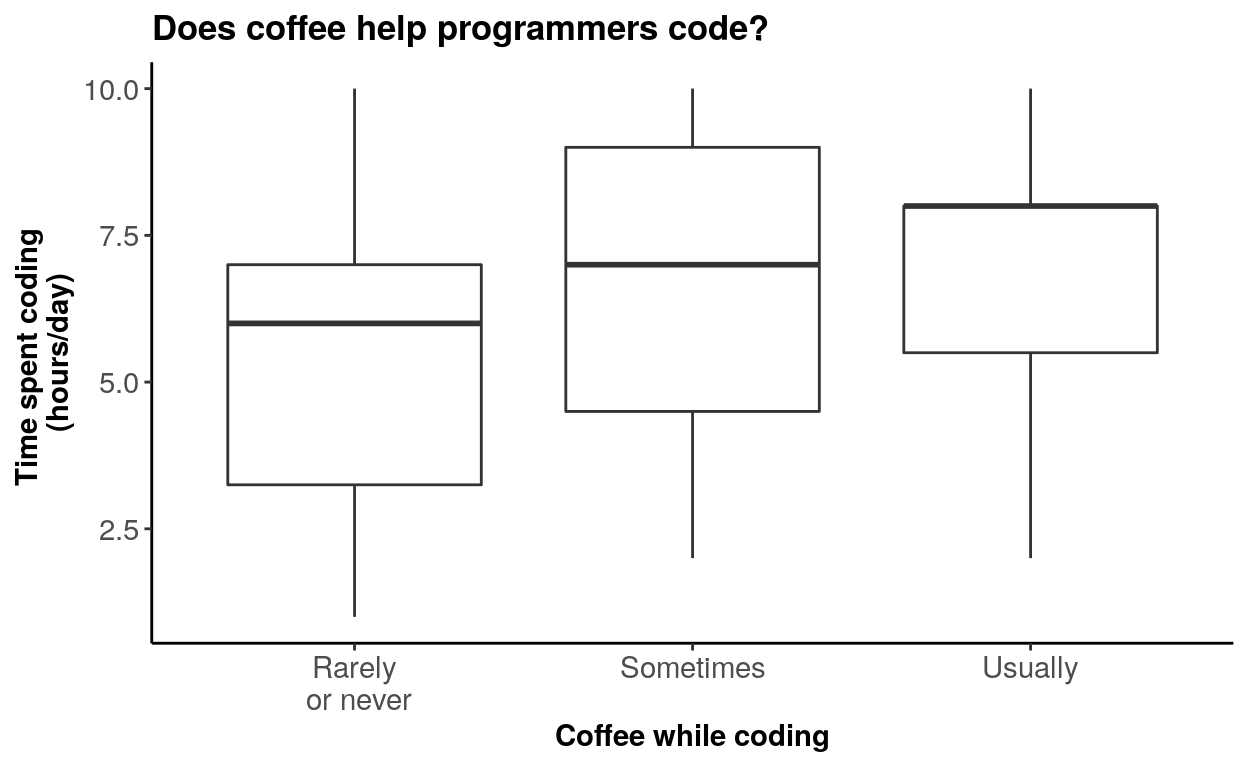 Does coffee help programmers code?
Time spent coding
(hours/day)
10.0
7.5
5.0
2.5
Rarely
or never
Sometimes
Usually
Coffee while coding